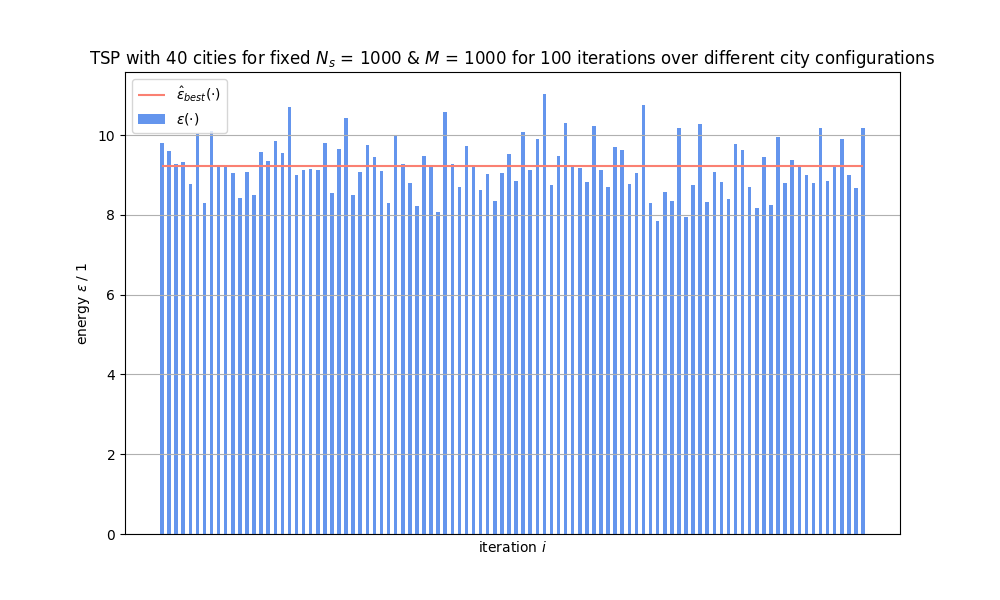 TSP with 40 cities for fixed $N_s$ = 1000 & $M$ = 1000 for 100 iterations over different city configurations
$\hat{\varepsilon}_{best}(\cdot)$
$\varepsilon(\cdot)$
10
8
6
4
2
0
energy $\varepsilon$ / 1
iteration $i$